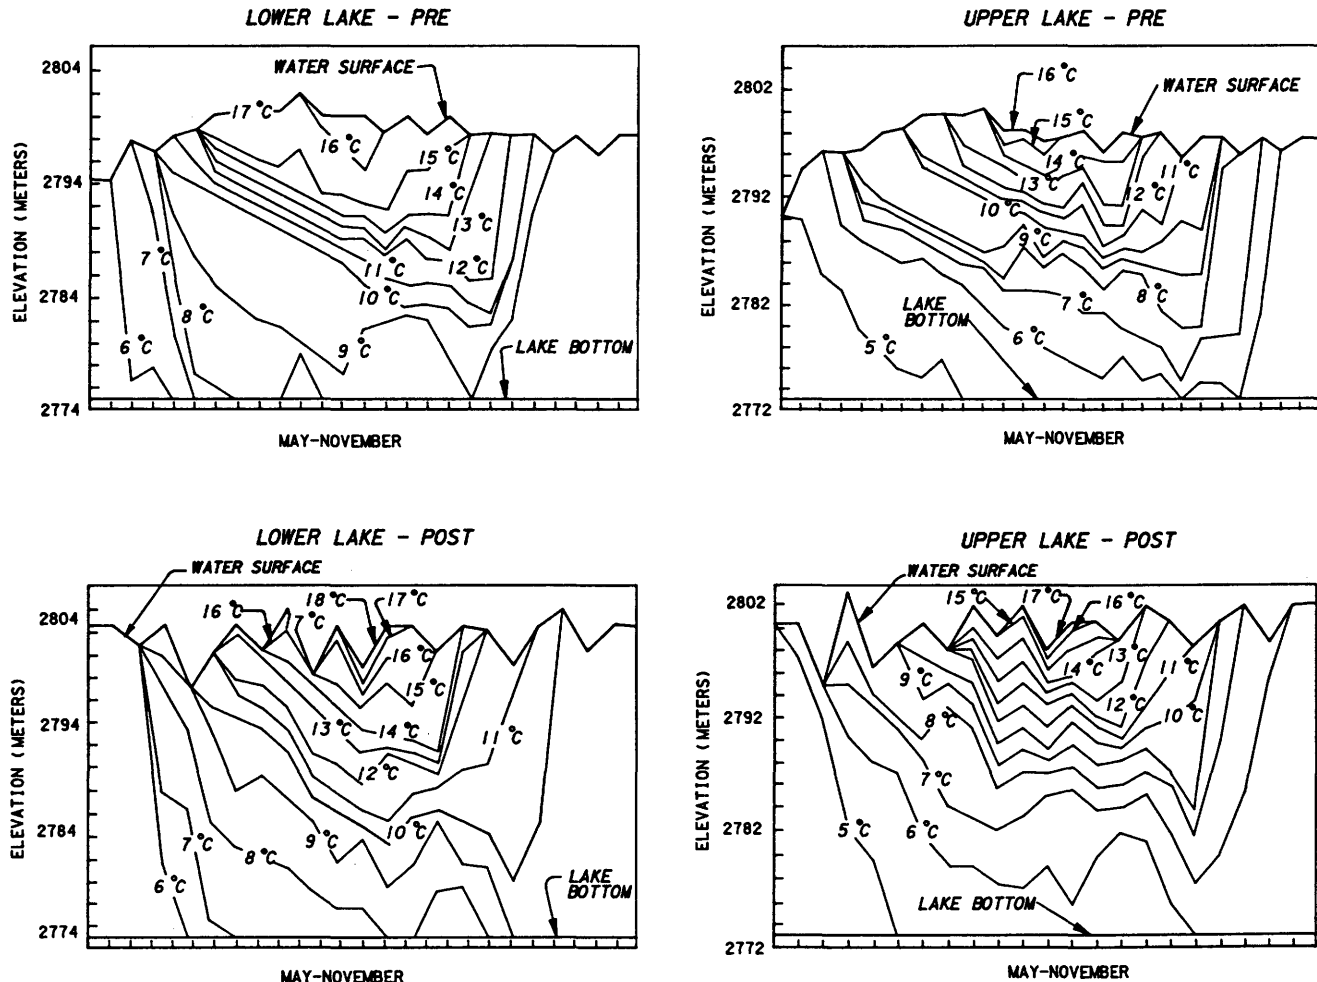 LOWER LAKE - PRE
2804
2794
2784
2774
ELEVATION (METERS)
WATER SURFACE
17 °C
16 °C
15 °C
14 °C
13 °C
12 °C
11 °C
10 °C
9 °C
8 °C
7 °C
6 °C
LAKE BOTTOM
MAY-NOVEMBER
UPPER LAKE - PRE
2802
2792
2782
2772
ELEVATION (METERS)
16 °C
WATER SURFACE
15 °C
14 °C
13 °C
12 °C
11 °C
10 °C
9 °C
8 °C
7 °C
6 °C
5 °C
LAKE
BOTTOM
MAY-NOVEMBER
LOWER LAKE - POST
2804
2794
2784
2774
ELEVATION (METERS)
WATER SURFACE
16 °C
7 °C
18 °C
17 °C
16 °C
15 °C
14 °C
13 °C
12 °C
11 °C
10 °C
9 °C
8 °C
7 °C
6 °C
LAKE
BOTTOM
MAY-NOVEMBER
UPPER LAKE - POST
2802
2792
2782
2772
ELEVATION (METERS)
WATER SURFACE
15 °C
17 °C
16 °C
14 °C
13 °C
12 °C
11 °C
10 °C
9 °C
8 °C
7 °C
6 °C
5 °C
LAKE BOTTOM
MAY-NOVEMBER